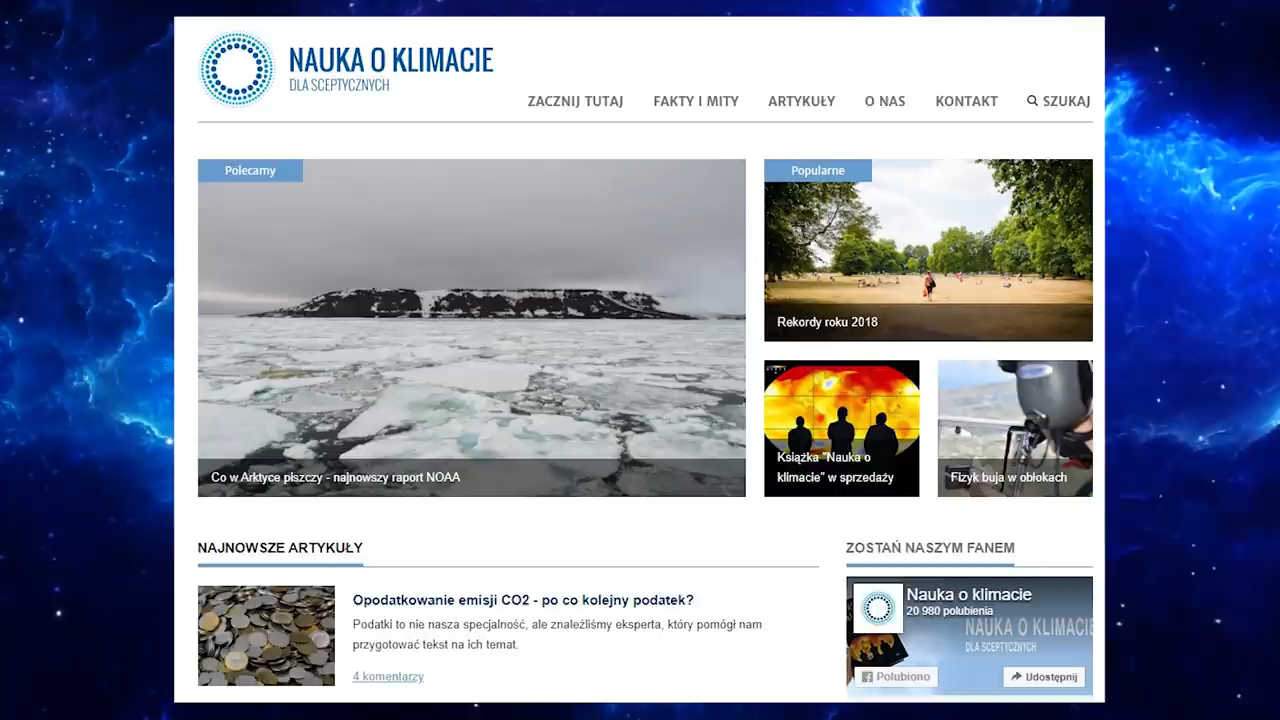 NAUKA O KLIMACIE
DLA SCEPTYCZNYCH
ZACZNIJ TUTAJ
FAKTY I MITY
ARTYKUŁY
O NAS
KONTAKT
SZUKAJ
Polecamy
Co w Arktyce piszczy - najnowszy raport NOAA
Popularne
Rekordy roku 2018
Książka "Nauka o
klimacie" w sprzedaży
Fizyk buja w obłokach
NAJNOWSZE ARTYKUŁY
Opodatkowanie emisji CO2 - po co kolejny podatek?
Podatki to nie nasza specjalność, ale znaleźliśmy eksperta, który pomógł nam
przygotować tekst na ich temat.
4 komentarzy
ZOSTAŃ NASZYM FANEM
Nauka o klimacie
20 980 polubienia
NAUKA O KLIMACIE
DLA SCEPTYCZNYCH
Polubiono
Udostępnij